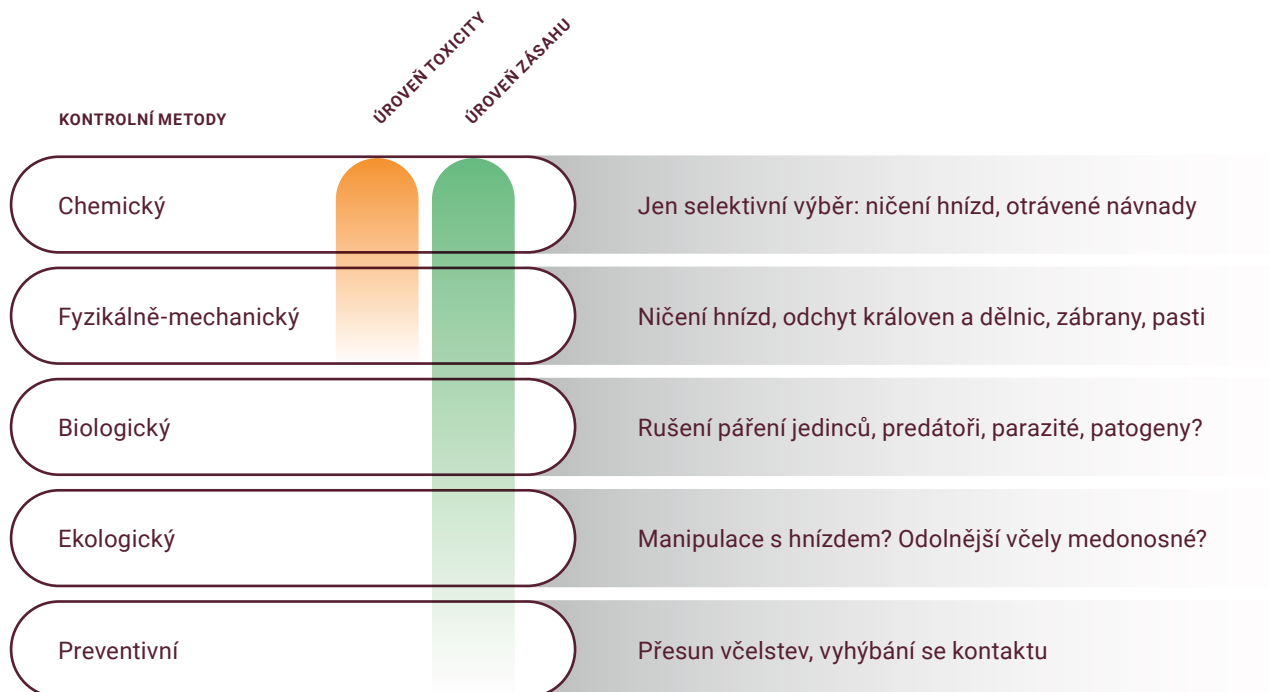 ÚROVEŇ TOXICITY
ÚROVEŇ ZÁSAHU
KONTROLNÍ METODY
Chemický
Jen selektivní výběr: ničení hnízd, otrávené návnady
Fyzikálně-mechanický
Ničení hnízd, odchyt královen a dělnic, zábrany, pasti
Biologický
Rušení páření jedinců, predátoři, parazité, patogeny?
Ekologický
Manipulace s hnízdem? Odolnější včely medonosné?
Preventivní
Přesun včelstev, vyhýbání se kontaktu